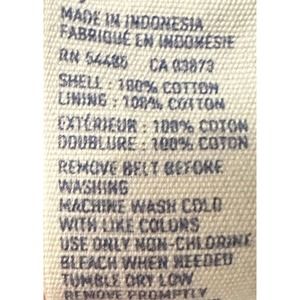 MADE IN INDONESIA
FABRIQUÉ EN INDONÉSIE
RN 54485 CA 03873
SHELL : 100% COTTON
LINING : 100% COTTON
EXTÉRIEUR : 100% COTON
DOUBLURE : 100% COTON
REMOVE BELT BEFORE
WASHING
MACHINE WASH COLD
WITH LIKE COLORS
USE ONLY NON-CHLORINE
BLEACH WHEN NEEDED
TUMBLE DRY LOW
REMOVE PROMPTLY